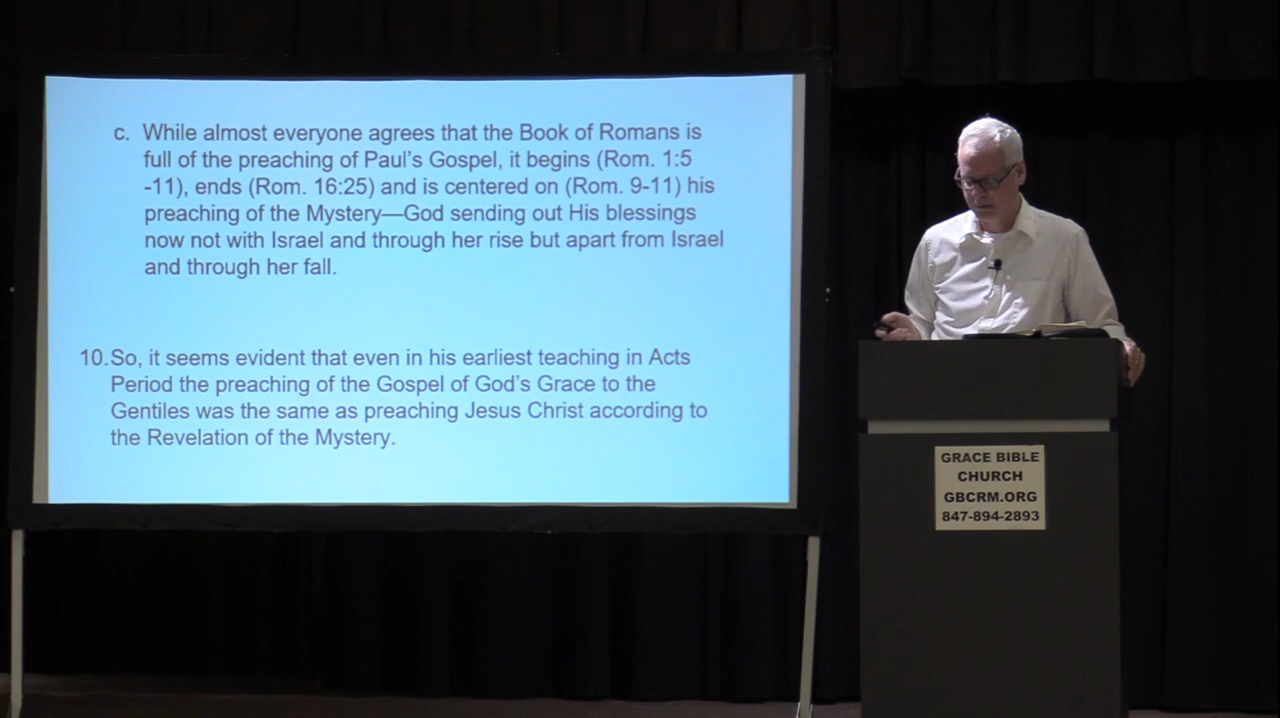 c. While almost everyone agrees that the Book of Romans is
full of the preaching of Paul's Gospel, it begins (Rom. 1:5
-11), ends (Rom. 16:25) and is centered on (Rom. 9-11) his
preaching of the Mystery—God sending out His blessings
now not with Israel and through her rise but apart from Israel
and through her fall.
10. So, it seems evident that even in his earliest teaching in Acts
Period the preaching of the Gospel of God's Grace to the
Gentiles was the same as preaching Jesus Christ according to
the Revelation of the Mystery.
GRACE BIBLE
CHURCH
GBCRM.ORG
847-894-2893